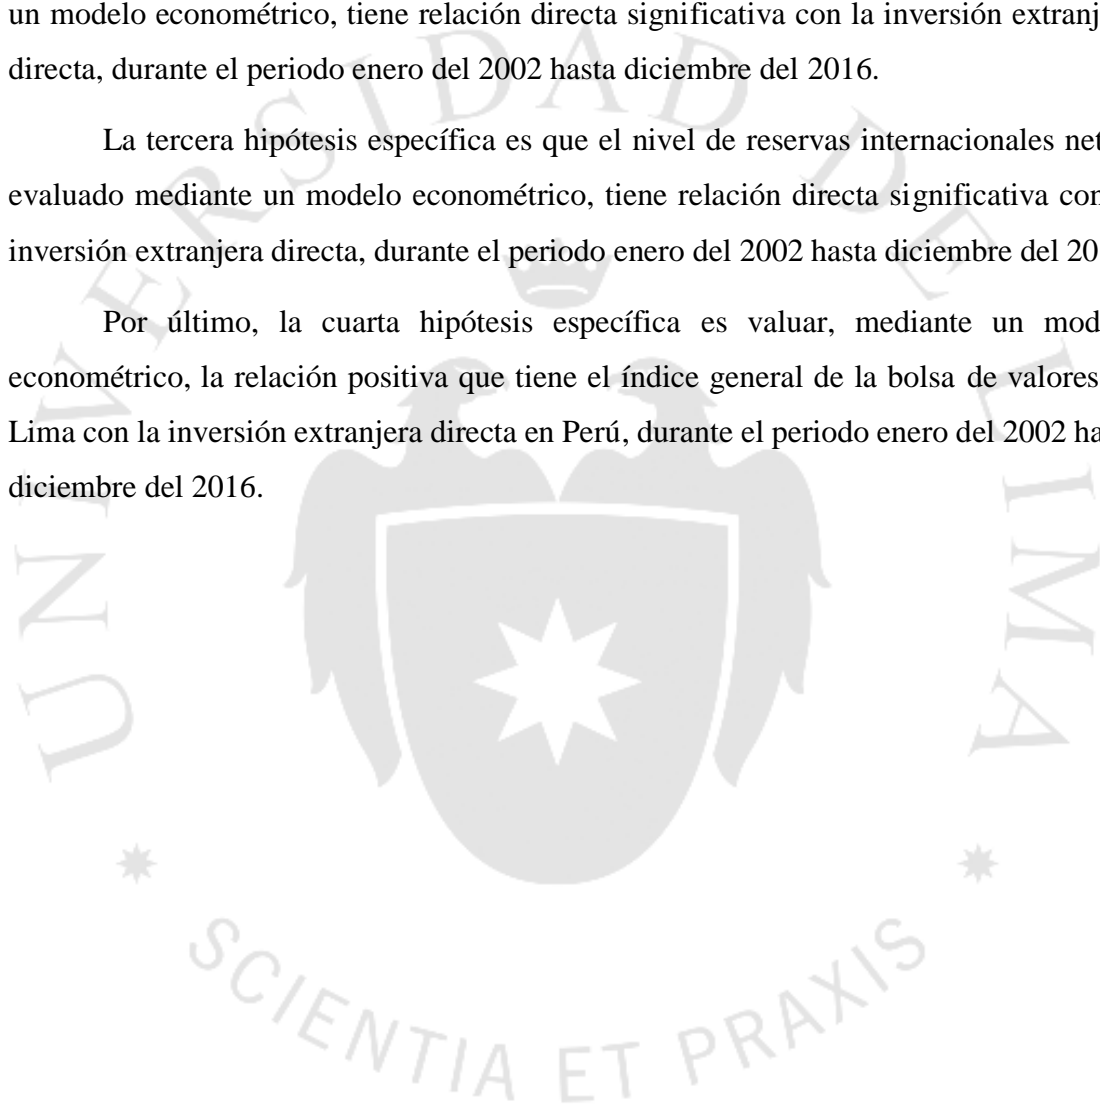 un modelo econométrico, tiene relación directa significativa con la inversión extranj
directa, durante el periodo enero del 2002 hasta diciembre del 2016.
La tercera hipótesis específica es que el nivel de reservas internacionales net
evaluado mediante un modelo econométrico, tiene relación directa significativa con
inversión extranjera directa, durante el periodo enero del 2002 hasta diciembre del 20
Por último, la cuarta hipótesis específica es valuar, mediante un mod
econométrico, la relación positiva que tiene el índice general de la bolsa de valores
Lima con la inversión extranjera directa en Perú, durante el periodo enero del 2002 ha
diciembre del 2016.
UNIVERSIDAD DE LIMA
SCIENTIA ET PRAXIS